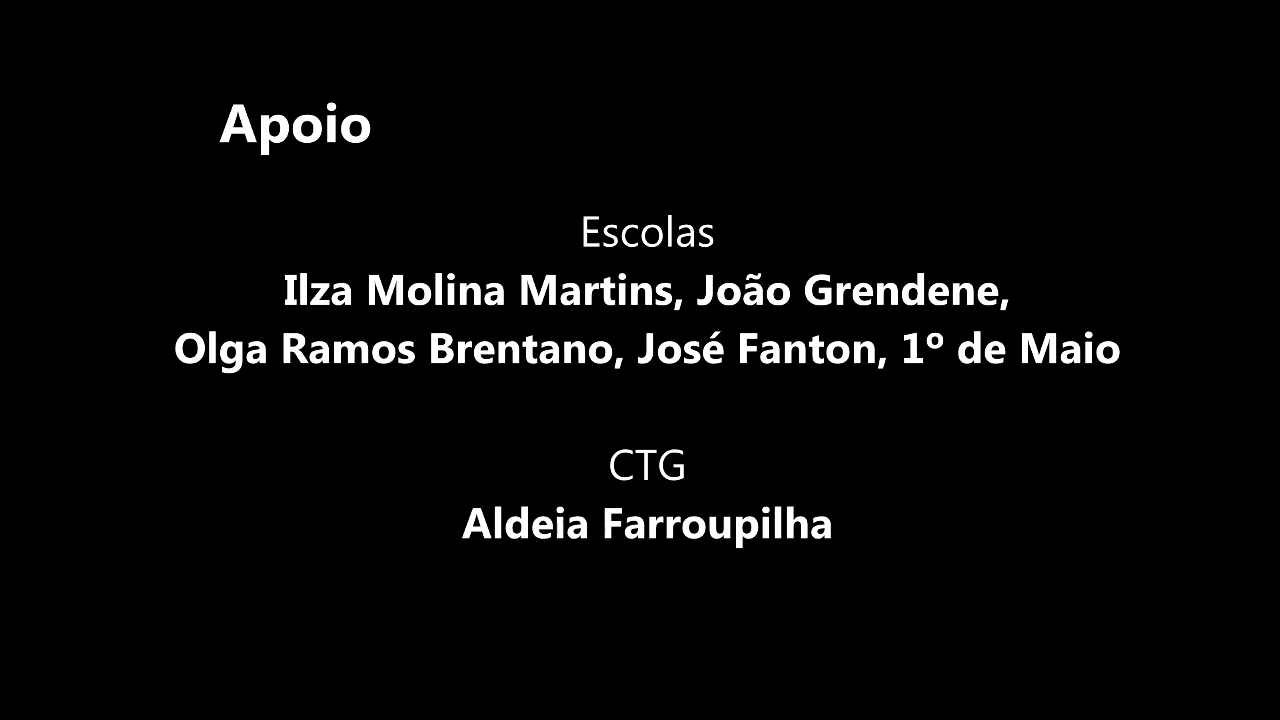 Apoio
Escolas
Ilza Molina Martins, João Grendene,
Olga Ramos Brentano, José Fanton, 1º de Maio
CTG
Aldeia Farroupilha